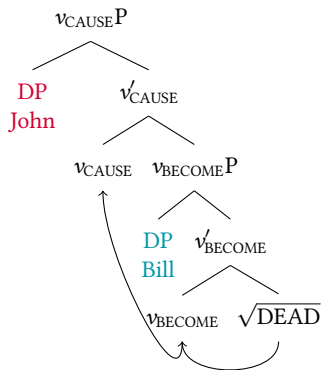 vCAUSEP
DP v′CAUSE
John
vCAUSE vBECOMEP
DP v′BECOME
Bill
vBECOME √DEAD